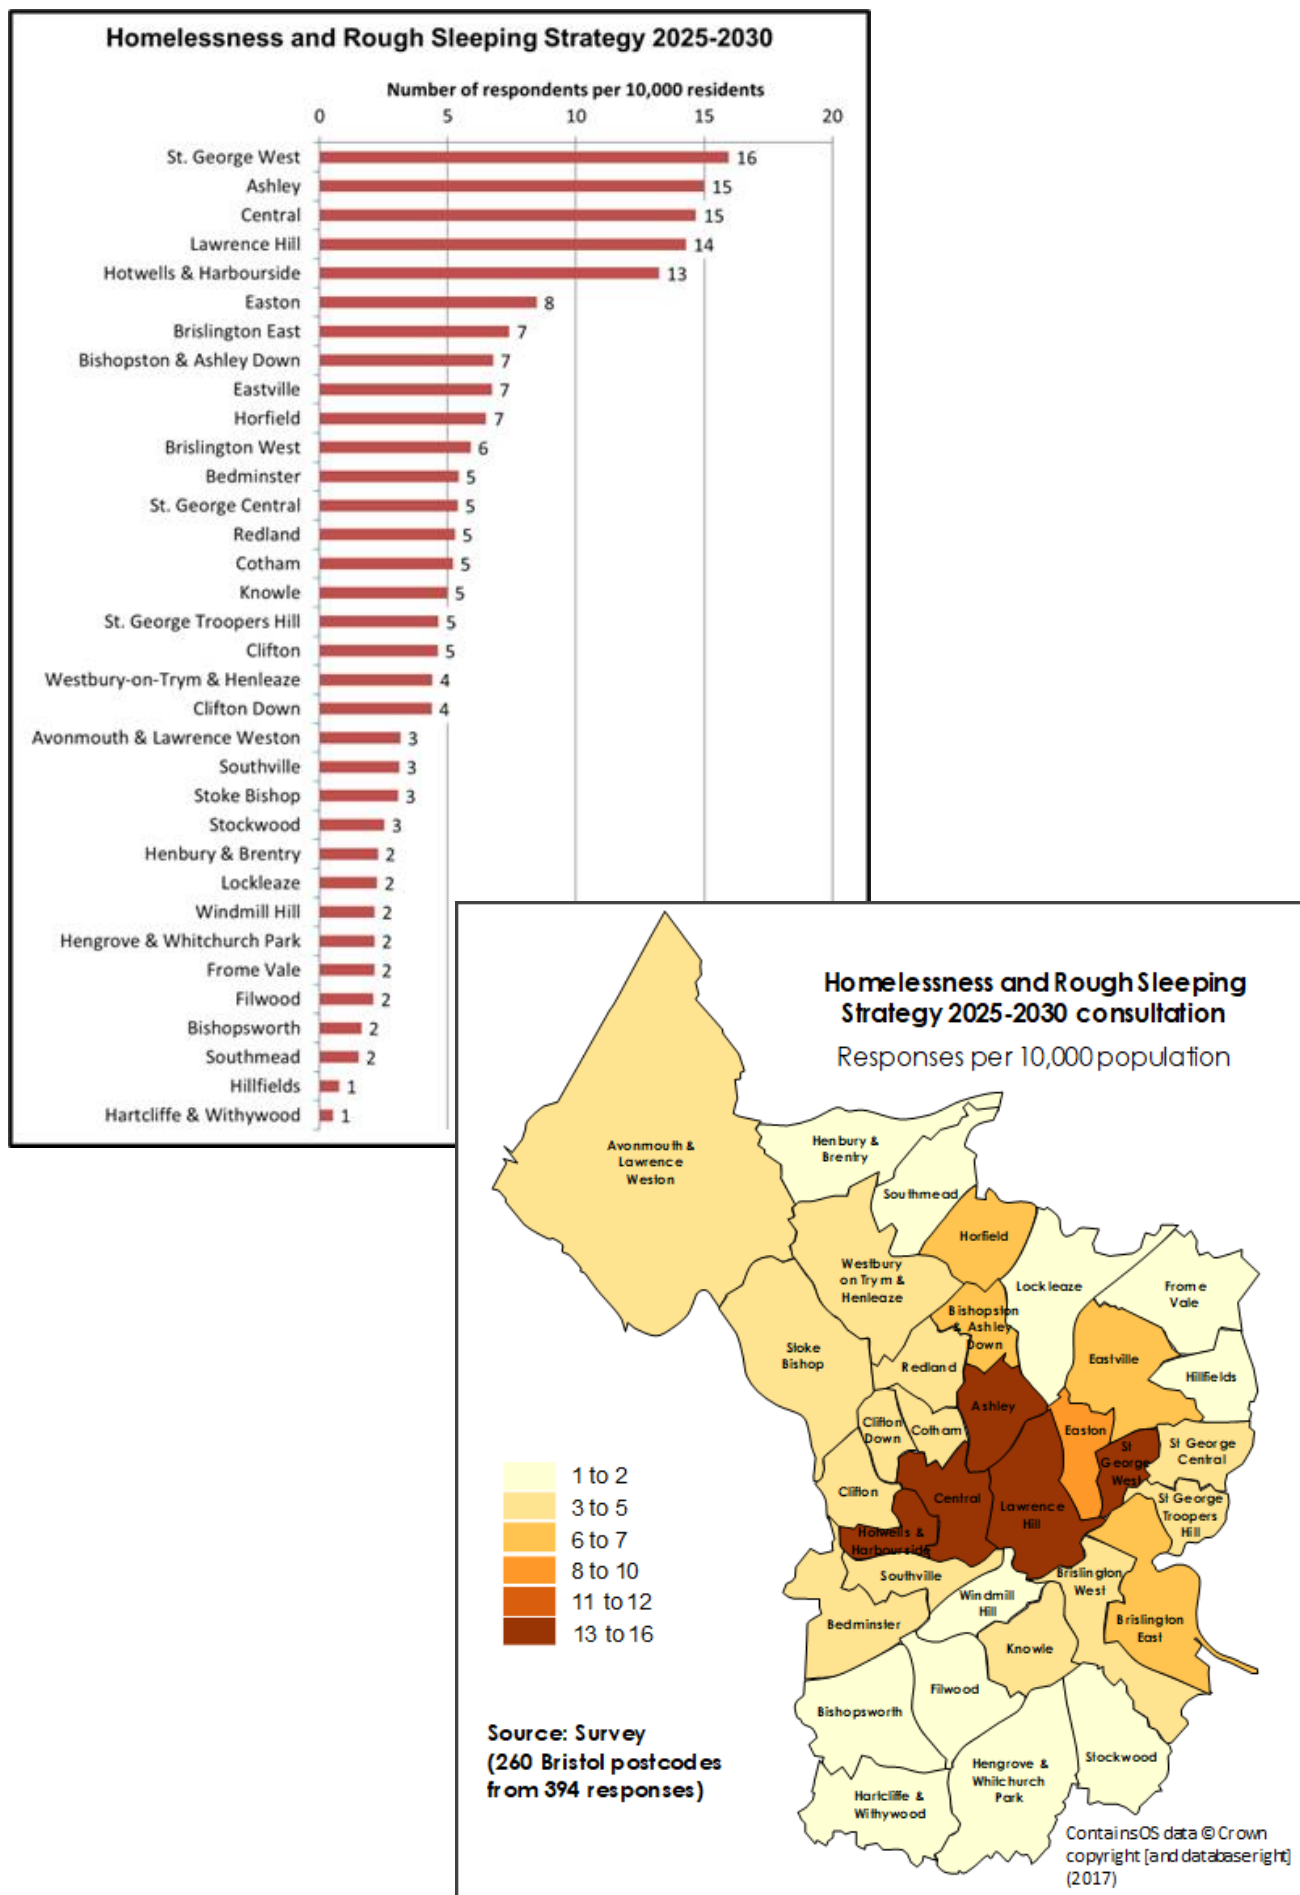 Homelessness and Rough Sleeping Strategy 2025-2030
Number of respondents per 10,000 residents
0 5 10 15 20
St. George West 16
Ashley 15
Central 15
Lawrence Hill 14
Hotwells & Harbourside 13
Easton 8
Brislington East 7
Bishopston & Ashley Down 7
Eastville 7
Horfield 7
Brislington West 6
Bedminster 5
St. George Central 5
Redland 5
Cotham 5
Knowle 5
St. George Troopers Hill 5
Clifton 5
Westbury-on-Trym & Henleaze 4
Clifton Down 4
Avonmouth & Lawrence Weston 3
Southville 3
Stoke Bishop 3
Stockwood 3
Henbury & Brentry 2
Lockleaze 2
Windmill Hill 2
Hengrove & Whitchurch Park 2
Frome Vale 2
Filwood 2
Bishopsworth 2
Southmead 2
Hillfields 1
Hartcliffe & Withywood 1
Homelessness and Rough Sleeping
Strategy 2025-2030 consultation
Responses per 10,000 population
Avonmouth &
Lawrence
Weston
Henbury &
Brentry
Southmead
Horfield
Westbury
on Trym &
Henleaze
Lockleaze
Frome
Vale
Bishopston
& Ashley
Down
Stoke
Bishop
Redland
Eastville
Hillfields
Ashley
Clifton
Down
Cotham
Easton
St
George
West
St George
Central
Clifton
Central
Lawrence
Hill
St George
Troopers
Hill
Hotwells &
Harbourside
Southville
Brislington
West
Windmill
Hill
Bedminster
Brislington
East
Knowle
Filwood
Bishopsworth
Stockwood
Hengrove &
Whitchurch
Park
Hartcliffe &
Withywood
1 to 2
3 to 5
6 to 7
8 to 10
11 to 12
13 to 16
Source: Survey
(260 Bristol postcodes
from 394 responses)
Contains OS data © Crown
copyright [and database right]
(2017)